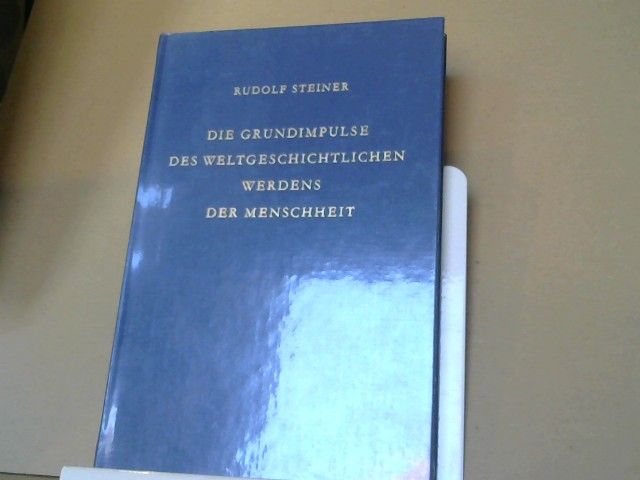 RUDOLF STEINER
DIE GRUNDIMPULSE
DES WELTGESCHICHTLICHEN
WERDENS
DER MENSCHHEIT